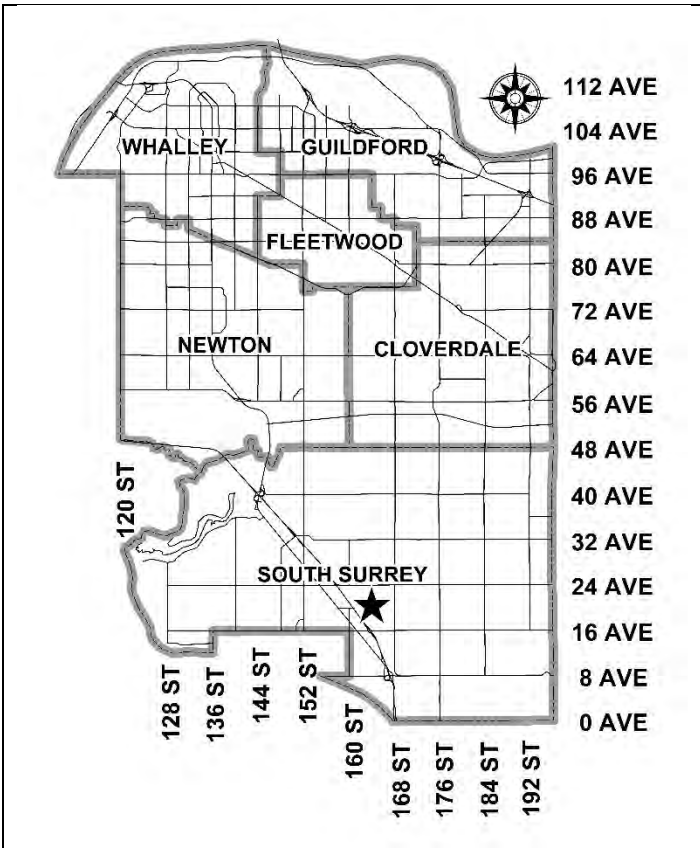 112 AVE
104 AVE
WHALLEY
GUILDFORD
96 AVE
88 AVE
FLEETWOOD
80 AVE
72 AVE
NEWTON
CLOVERDALE
64 AVE
56 AVE
48 AVE
120 ST
40 AVE
32 AVE
SOUTH SURREY
24 AVE
16 AVE
8 AVE
0 AVE
128 ST
136 ST
144 ST
152 ST
160 ST
168 ST
176 ST
184 ST
192 ST